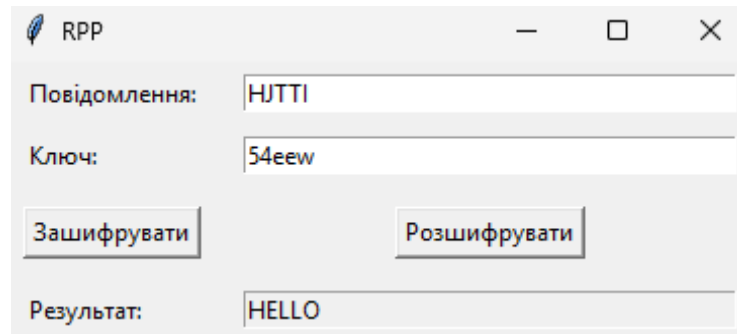 RPP
Повідомлення: HJTTI
Ключ: 54eew
Зашифрувати Розшифрувати
Результат: HELLO